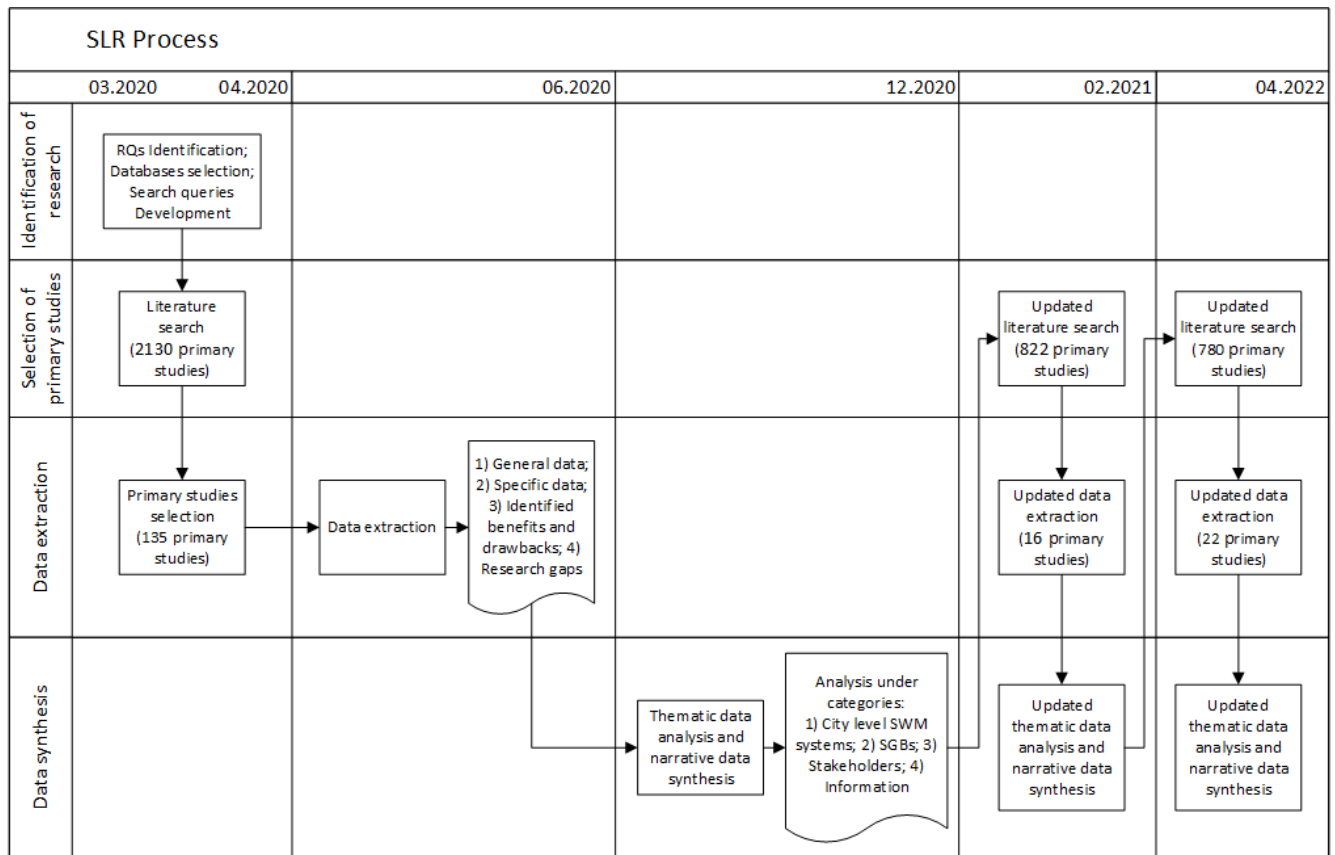 SLR Process
03.2020
04.2020
06.2020
12.2020
02.2021
04.2022
Identification of
research
RQs Identification;
Databases selection;
Search queries
Development
Selection of
primary studies
Literature
search
(2130 primary
studies)
Updated
literature search
(822 primary
studies)
Updated
literature search
(780 primary
studies)
Data extraction
Primary studies
selection
(135 primary
studies)
Data extraction
1) General data;
2) Specific data;
3) Identified
benefits and
drawbacks; 4)
Research gaps
Updated data
extraction
(16 primary
studies)
Updated data
extraction
(22 primary
studies)
Data synthesis
Thematic data
analysis and
narrative data
synthesis
Analysis under
categories:
1) City level SWM
systems; 2) SGBs; 3)
Stakeholders; 4)
Information
Updated
thematic data
analysis and
narrative data
synthesis
Updated
thematic data
analysis and
narrative data
synthesis